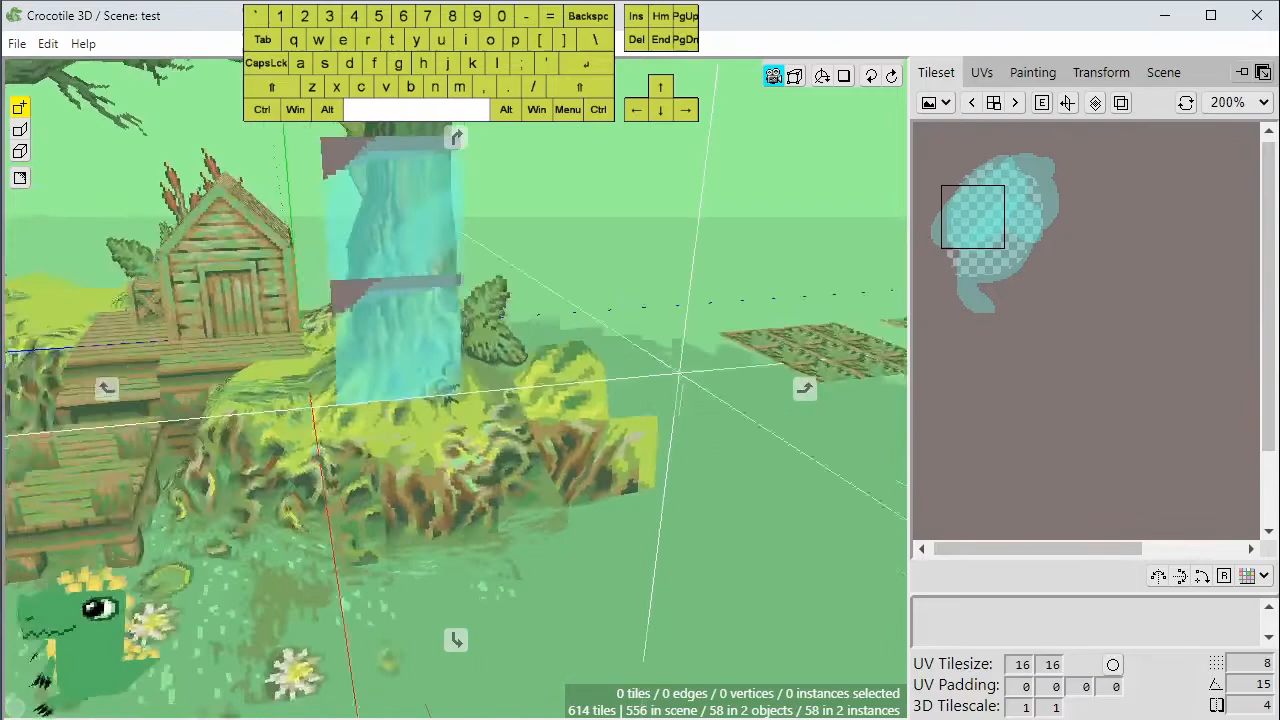 Crocotile 3D / Scene: test
File Edit Help
` 1 2 3 4 5 6 7 8 9 0 - = Backspc
Tab q w e r t y u i o p [ ] \
CapsLck a s d f g h j k l ; ' ↲
⇧ z x c v b n m , . / ⇧
Ctrl Win Alt Alt Win Menu Ctrl
Ins Hm PgUp
Del End PgDn
↑
← ↓ →
Tileset UVs Painting Transform Scene
E 200%
R
UV Tilesize: 16 16 8
UV Padding: 0 0 0 0 15
3D Tilescale: 1 1 4
0 tiles / 0 edges / 0 vertices / 0 instances selected
614 tiles | 556 in scene / 58 in 2 objects / 58 in 2 instances